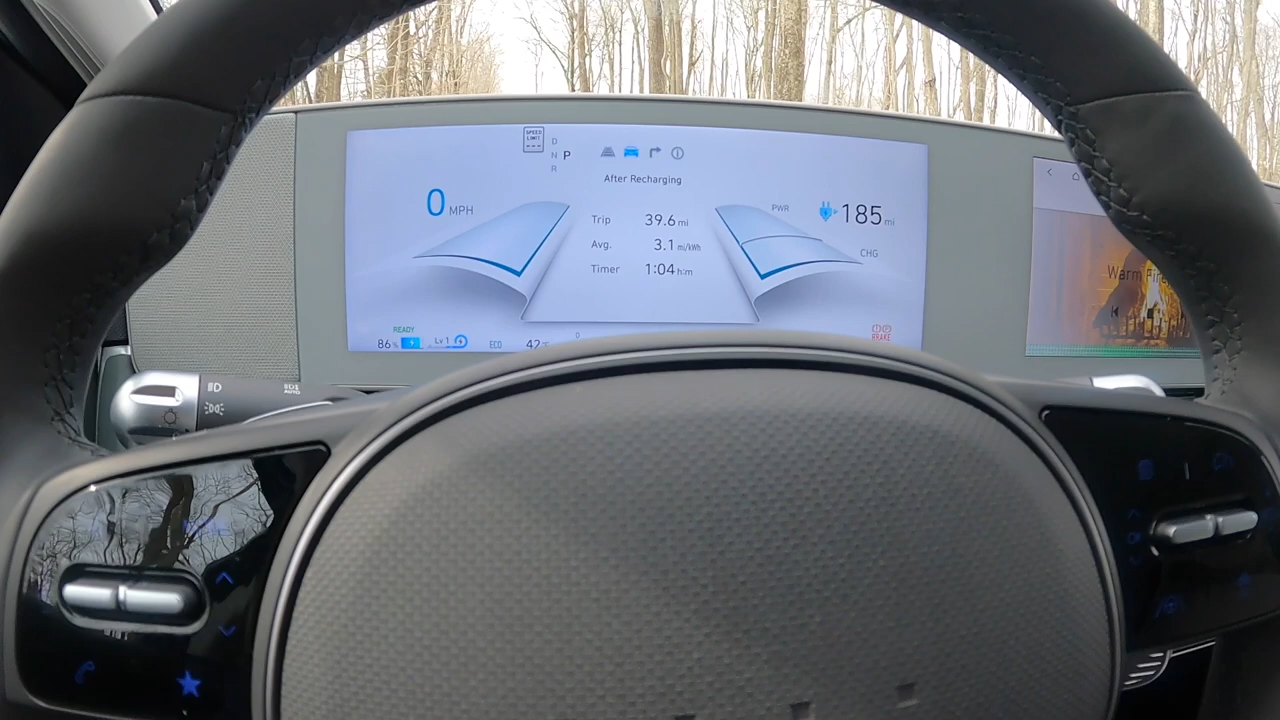 SPEED
LIMIT
D
N P
R
After Recharging
0 MPH
Trip 39.6 mi
Avg. 3.1 mi/kWh
Timer 1:04 h:m
PWR
185 mi
CHG
READY
86% Lv 1 ECO 42°F
BRAKE
Warm
AUTO